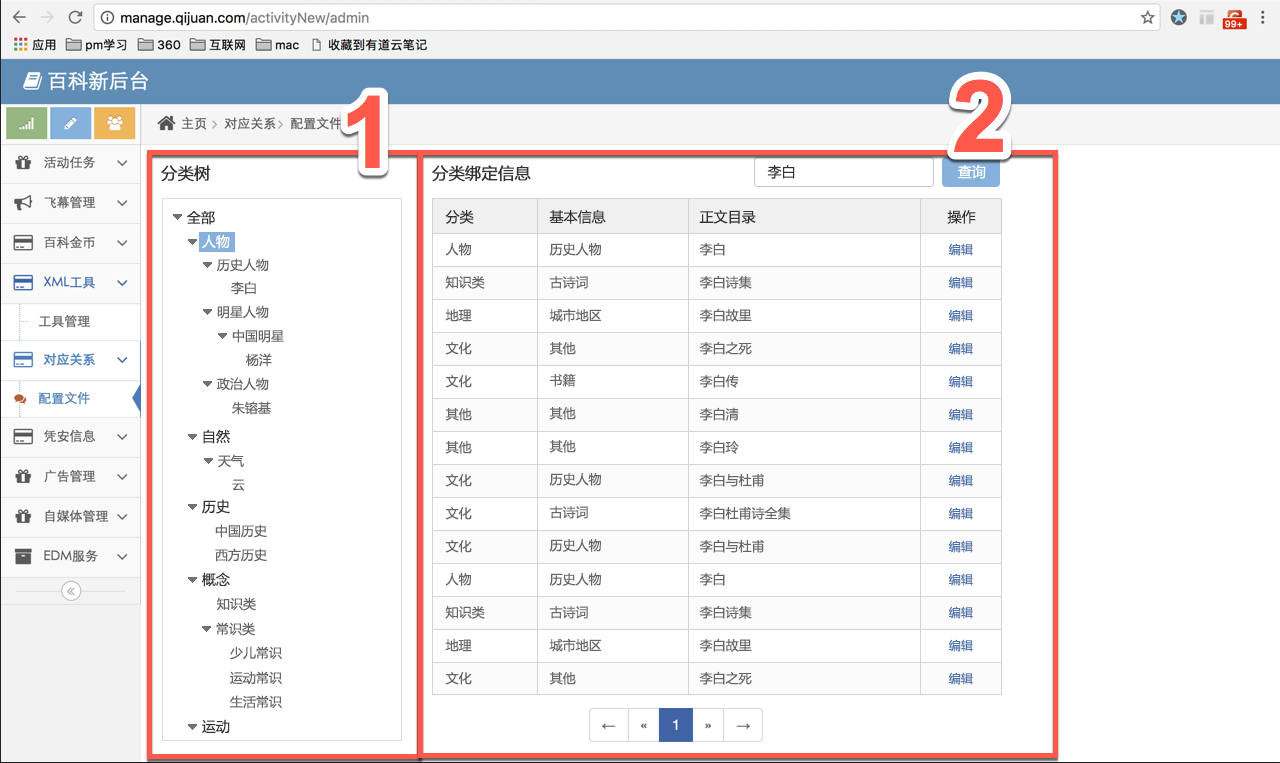 manage.qijuan.com/activityNew/admin
99+
应用 pm学习 360 互联网 mac 收藏到有道云笔记
百科新后台
主页 > 对应关系 > 配置文件
1
2
活动任务
飞幕管理
百科金币
XML工具
工具管理
对应关系
配置文件
凭安信息
广告管理
自媒体管理
EDM服务
«
分类树
全部
人物
历史人物
李白
明星人物
中国明星
杨洋
政治人物
朱镕基
自然
天气
云
历史
中国历史
西方历史
概念
知识类
常识类
少儿常识
运动常识
生活常识
运动
分类绑定信息 李白 查询
分类 基本信息 正文目录 操作
人物 历史人物 李白 编辑
知识类 古诗词 李白诗集 编辑
地理 城市地区 李白故里 编辑
文化 其他 李白之死 编辑
文化 书籍 李白传 编辑
其他 其他 李白清 编辑
其他 其他 李白玲 编辑
文化 历史人物 李白与杜甫 编辑
文化 古诗词 李白杜甫诗全集 编辑
文化 历史人物 李白与杜甫 编辑
人物 历史人物 李白 编辑
知识类 古诗词 李白诗集 编辑
地理 城市地区 李白故里 编辑
文化 其他 李白之死 编辑
← « 1 » →